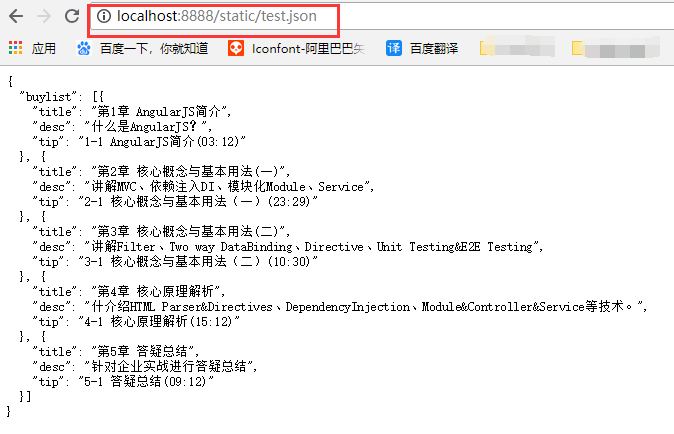 localhost:8888/static/test.json
应用 百度一下,你就知道 Iconfont-阿里巴巴矢 译 百度翻译
{
"buylist": [{
"title": "第1章 AngularJS简介",
"desc": "什么是AngularJS？",
"tip": "1-1 AngularJS简介(03:12)"
}, {
"title": "第2章 核心概念与基本用法(一)",
"desc": "讲解MVC、依赖注入DI、模块化Module、Service",
"tip": "2-1 核心概念与基本用法（一）(23:29)"
}, {
"title": "第3章 核心概念与基本用法(二)",
"desc": "讲解Filter、Two way DataBinding、Directive、Unit Testing&E2E Testing",
"tip": "3-1 核心概念与基本用法（二）(10:30)"
}, {
"title": "第4章 核心原理解析",
"desc": "什介绍HTML Parser&Directives、DependencyInjection、Module&Controller&Service等技术。",
"tip": "4-1 核心原理解析(15:12)"
}, {
"title": "第5章 答疑总结",
"desc": "针对企业实战进行答疑总结",
"tip": "5-1 答疑总结(09:12)"
}]
}